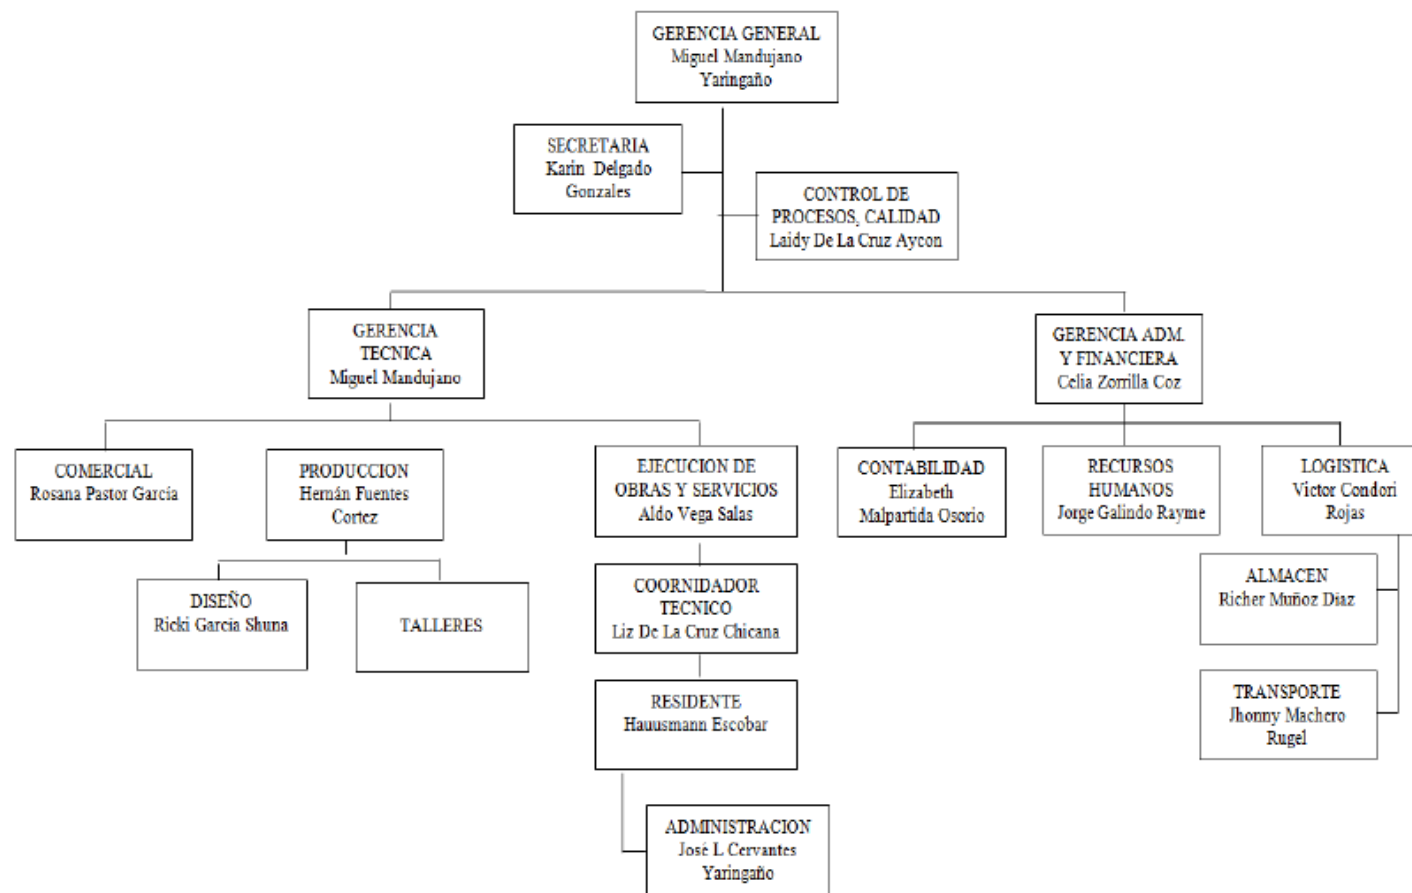 GERENCIA GENERAL
Miguel Mandujano
Yaringaño
SECRETARIA
Karin Delgado
Gonzales
CONTROL DE
PROCESOS, CALIDAD
Laidy De La Cruz Aycon
GERENCIA
TECNICA
Miguel Mandujano
GERENCIA ADM.
Y FINANCIERA
Celia Zorrilla Coz
COMERCIAL
Rosana Pastor García
PRODUCCION
Hernán Fuentes
Cortez
EJECUCION DE
OBRAS Y SERVICIOS
Aldo Vega Salas
CONTABILIDAD
Elizabeth
Malpartida Osorio
RECURSOS
HUMANOS
Jorge Galindo Rayme
LOGISTICA
Victor Condori
Rojas
DISEÑO
Ricki Garcia Shuna
TALLERES
COORNIDADOR
TECNICO
Liz De La Cruz Chicana
ALMACEN
Richer Muñoz Diaz
RESIDENTE
Hauusmann Escobar
TRANSPORTE
Jhonny Machero
Rugel
ADMINISTRACION
José L Cervantes
Yaringaño